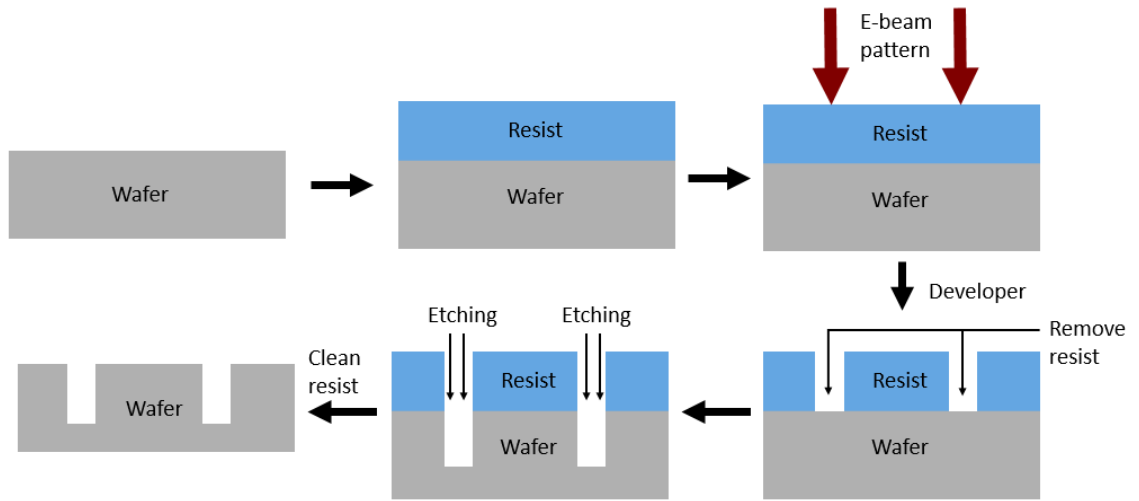 E-beam
pattern
Resist
Resist
Wafer
Wafer
Wafer
Developer
Etching
Etching
Remove
resist
Clean
resist
Resist
Resist
Wafer
Wafer
Wafer